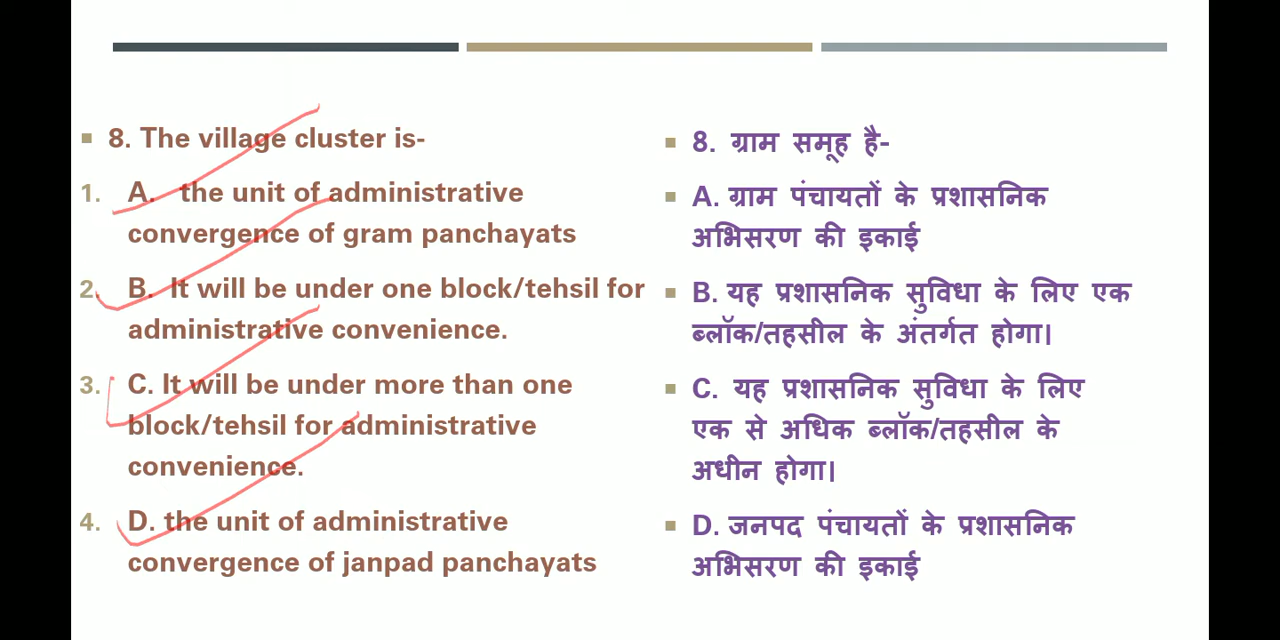 8. The village cluster is-
1. A. the unit of administrative
convergence of gram panchayats
2. B. It will be under one block/tehsil for
administrative convenience.
3. C. It will be under more than one
block/tehsil for administrative
convenience.
4. D. the unit of administrative
convergence of janpad panchayats
8. ग्राम समूह है-
A. ग्राम पंचायतों के प्रशासनिक
अभिसरण की इकाई
B. यह प्रशासनिक सुविधा के लिए एक
ब्लॉक/तहसील के अंतर्गत होगा।
C. यह प्रशासनिक सुविधा के लिए
एक से अधिक ब्लॉक/तहसील के
अधीन होगा।
D. जनपद पंचायतों के प्रशासनिक
अभिसरण की इकाई